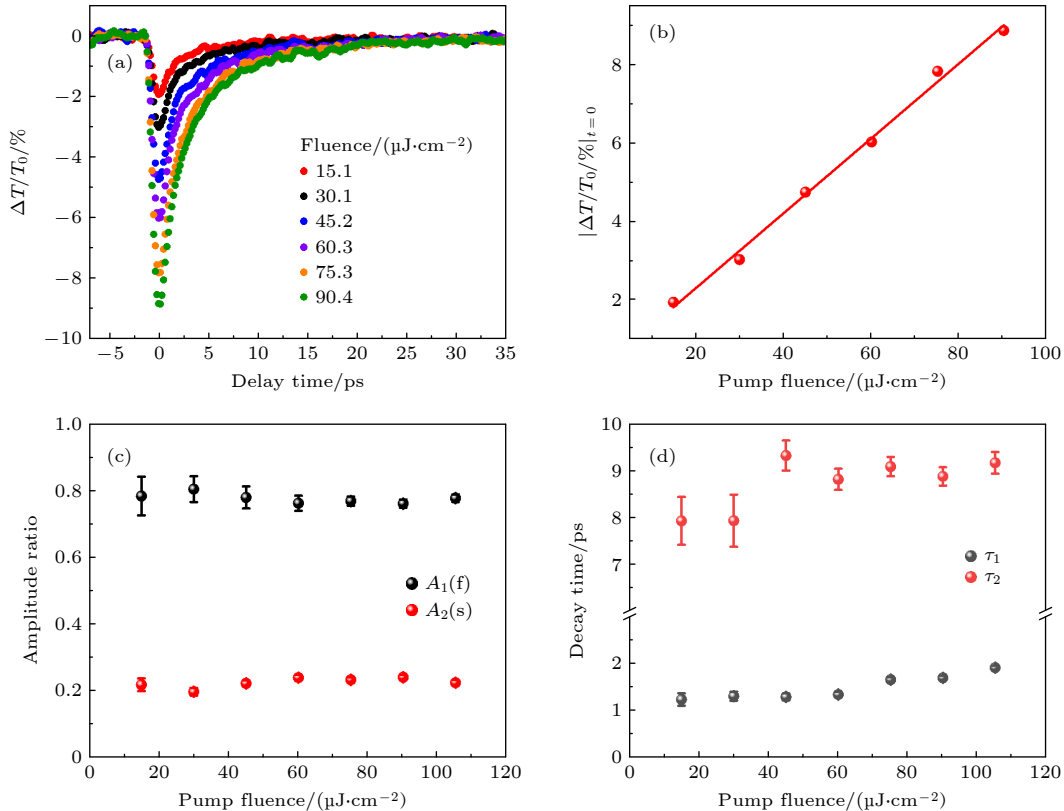 (a)
ΔT/T₀/%
0
−2
−4
−6
−8
−10
Fluence/(µJ·cm⁻²)
15.1
30.1
45.2
60.3
75.3
90.4
−5 0 5 10 15 20 25 30 35
Delay time/ps
(b)
|ΔT/T₀/%|ₜ₌₀
8
6
4
2
20 40 60 80 100
Pump fluence/(µJ·cm⁻²)
(c)
Amplitude ratio
1.0
0.8
0.6
0.4
0.2
0
A₁(f)
A₂(s)
0 20 40 60 80 100 120
Pump fluence/(µJ·cm⁻²)
(d)
Decay time/ps
10
9
8
7
2
1
0
τ₁
τ₂
0 20 40 60 80 100 120
Pump fluence/(µJ·cm⁻²)